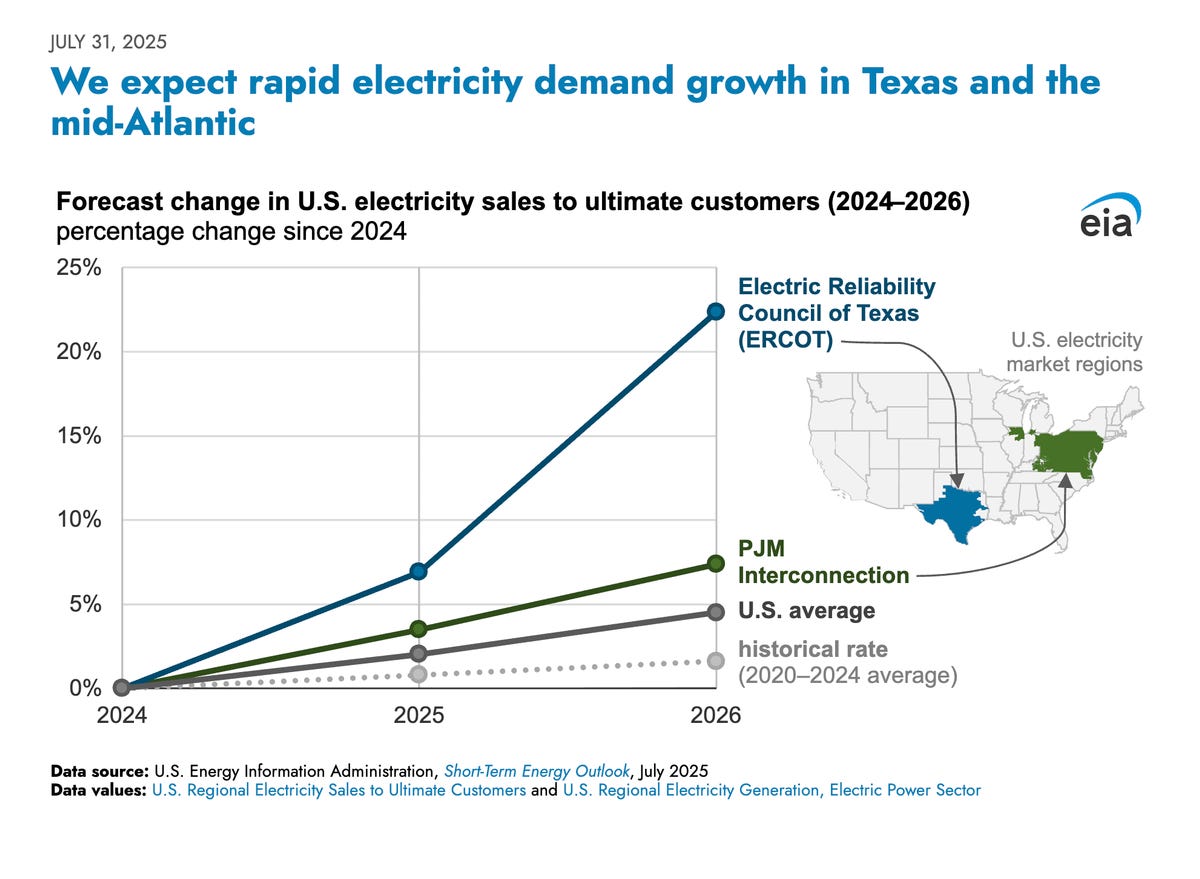 JULY 31, 2025
We expect rapid electricity demand growth in Texas and the
mid-Atlantic
Forecast change in U.S. electricity sales to ultimate customers (2024–2026)
percentage change since 2024
eia
25%
20%
15%
10%
5%
0%
2024
2025
2026
Electric Reliability
Council of Texas
(ERCOT)
U.S. electricity
market regions
PJM
Interconnection
U.S. average
historical rate
(2020–2024 average)
Data source: U.S. Energy Information Administration, Short-Term Energy Outlook, July 2025
Data values: U.S. Regional Electricity Sales to Ultimate Customers and U.S. Regional Electricity Generation, Electric Power Sector